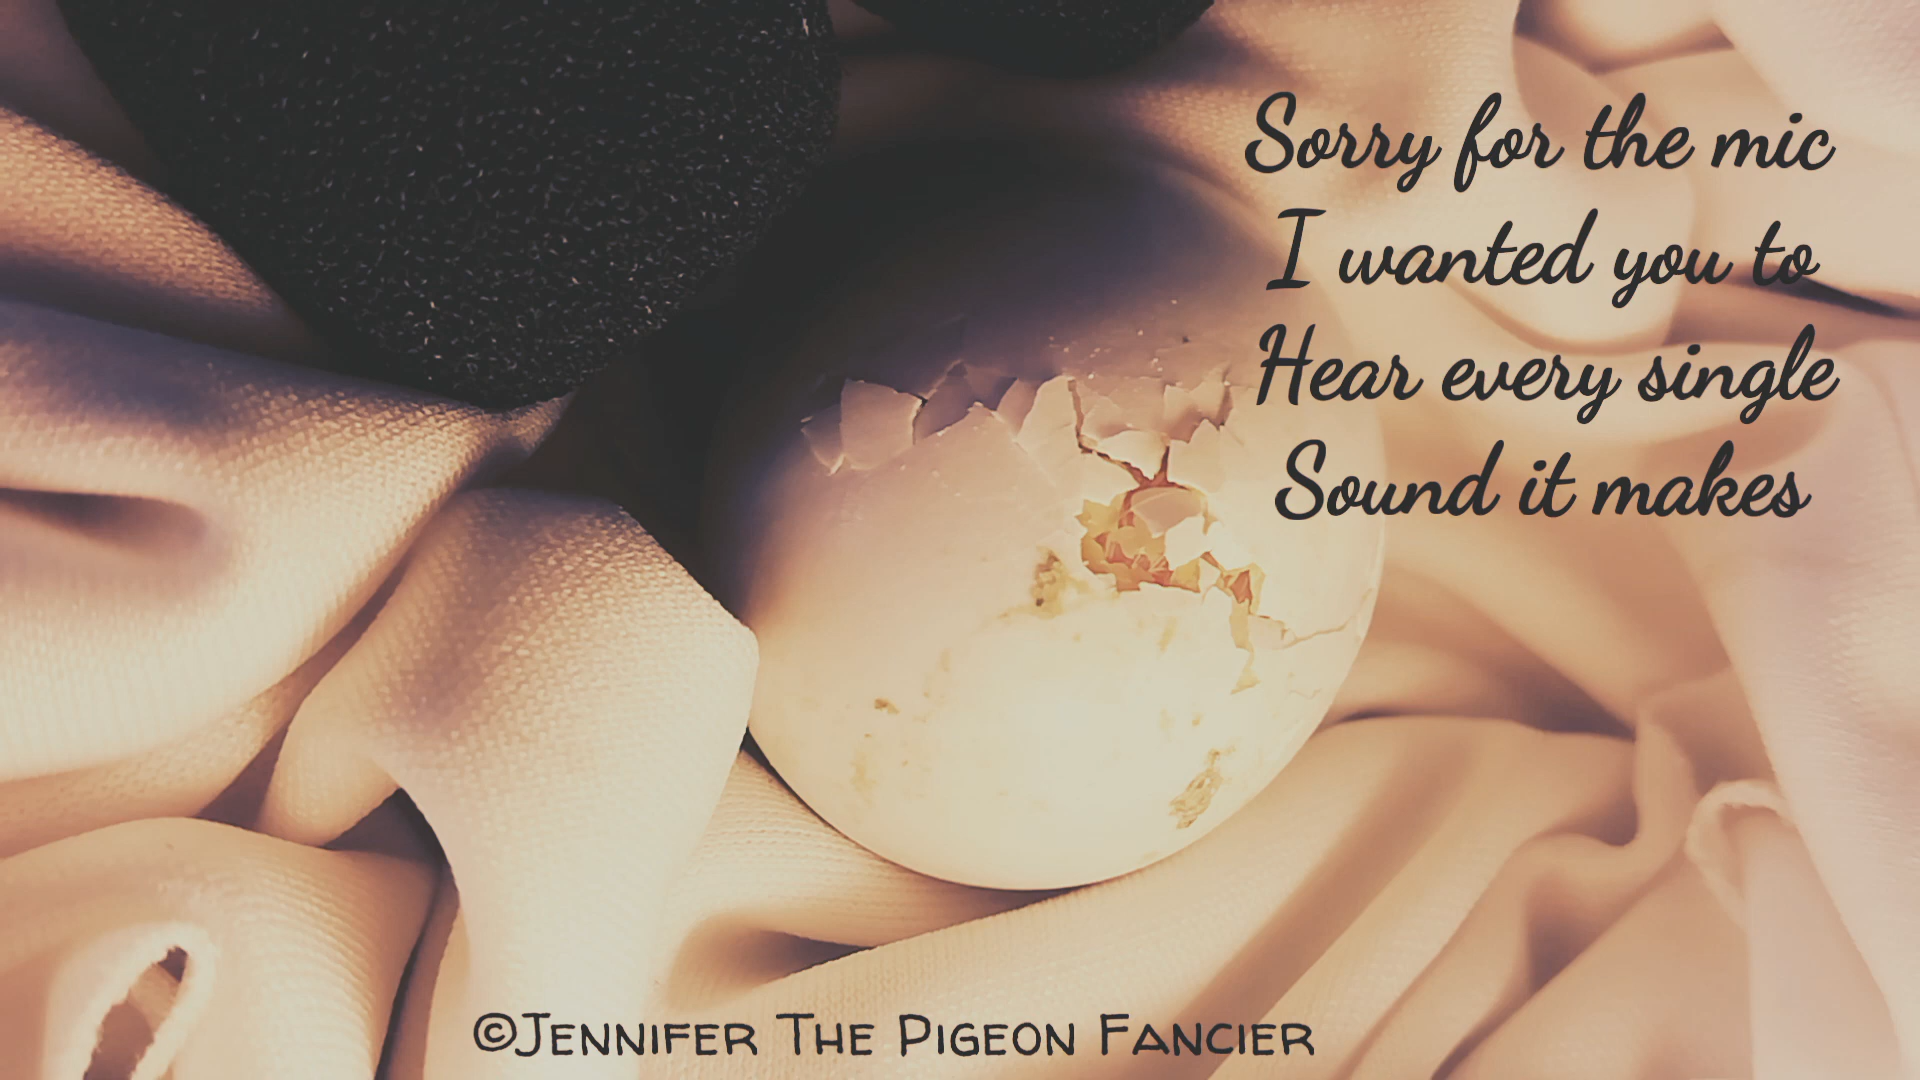 Sorry for the mic
I wanted you to
Hear every single
Sound it makes
©Jennifer The Pigeon Fancier